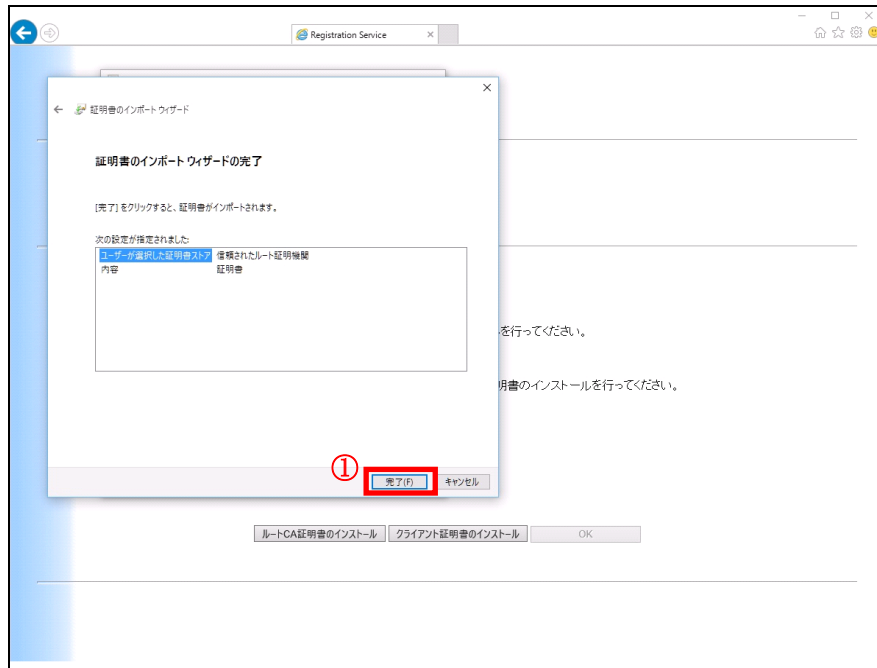 Registration Service
証明書のインポート ウィザード
証明書のインポート ウィザードの完了
[完了] をクリックすると、証明書がインポートされます。
次の設定が指定されました:
ユーザーが選択した証明書ストア 信頼されたルート証明機関
内容 証明書
を行ってください。
明書のインストールを行ってください。
①
完了(F) キャンセル
ルートCA証明書のインストール クライアント証明書のインストール OK